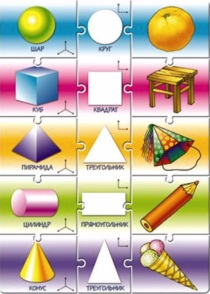 ШАР КРУГ
КУБ КВАДРАТ
ПИРАМИДА ТРЕУГОЛЬНИК
ЦИЛИНДР ПРЯМОУГОЛЬНИК
КОНУС ТРЕУГОЛЬНИК